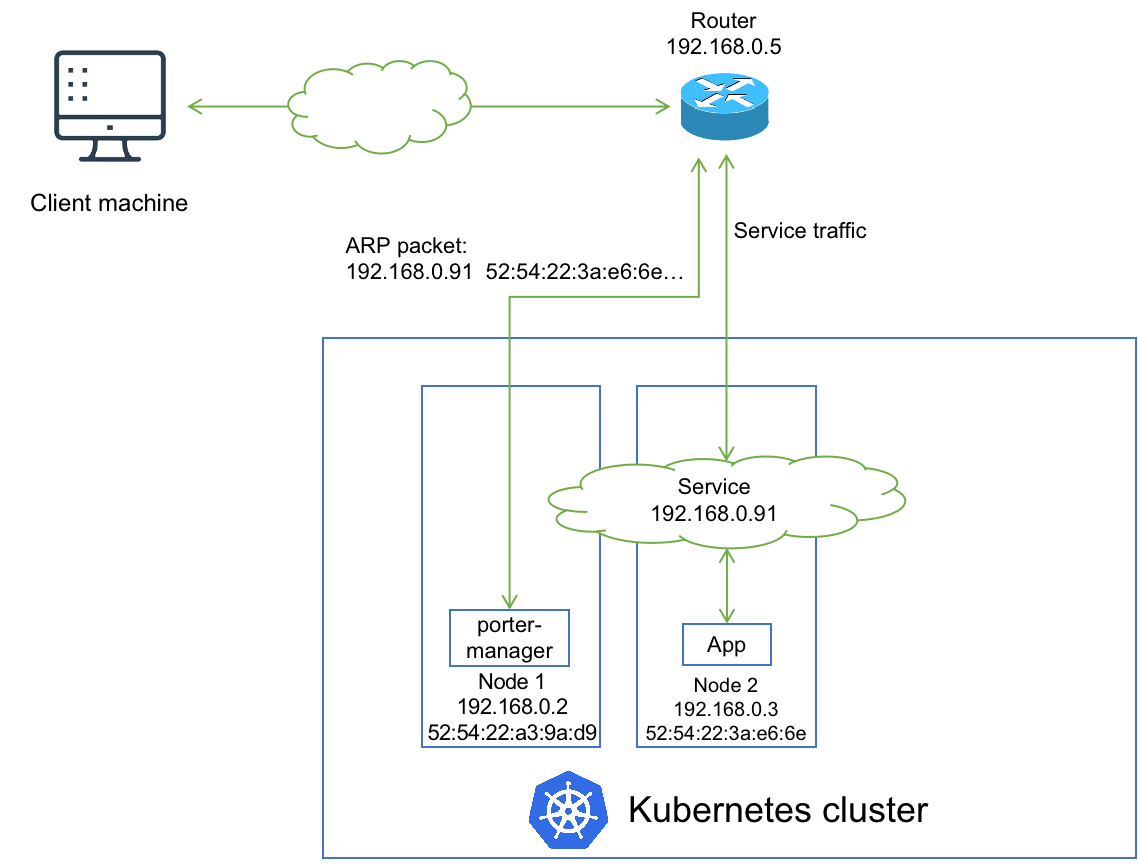 Router
192.168.0.5
Client machine
Service traffic
ARP packet:
192.168.0.91 52:54:22:3a:e6:6e…
Service
192.168.0.91
porter-
manager
App
Node 1
192.168.0.2
52:54:22:a3:9a:d9
Node 2
192.168.0.3
52:54:22:3a:e6:6e
Kubernetes cluster